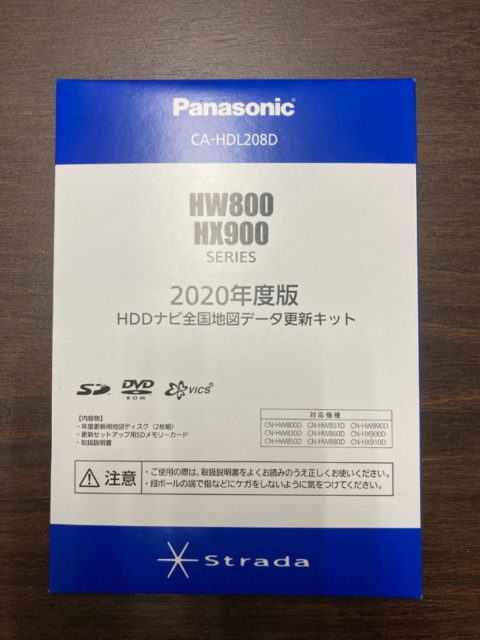 Panasonic
CA-HDL208D
HW800
HX900
SERIES
2020年度版
HDDナビ全国地図データ更新キット
SD DVD ROM VICS
【内容物】
・年度更新用地図ディスク（2枚組）
・更新セットアップ用SDメモリーカード
・取扱説明書
対応機種
CN-HW800D CN-HW851D CN-HW890D
CN-HW830D CN-HW860D CN-HX900D
CN-HW850D CN-HW880D CN-HX910D
注意
・ご使用の際は、取扱説明書をよくお読みのうえ正しくお使いください。
・段ボールの端で指などにケガをしないように気をつけてください。
Strada